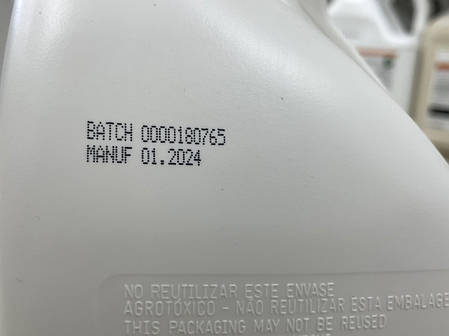 BATCH 0000180765
MANUF 01.2024
NO REUTILIZAR ESTE ENVASE
AGROTÓXICO - NÃO REUTILIZAR ESTA EMBALAGE
THIS PACKAGING MAY NOT BE REUSED